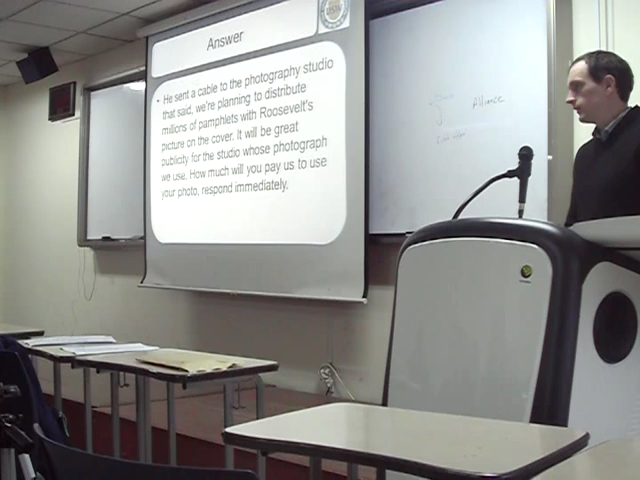 Answer
• He sent a cable to the photography studio
that said, we're planning to distribute
millions of pamphlets with Roosevelt's
picture on the cover. It will be great
publicity for the studio whose photograph
we use. How much will you pay us to use
your photo, respond immediately.
Alliance